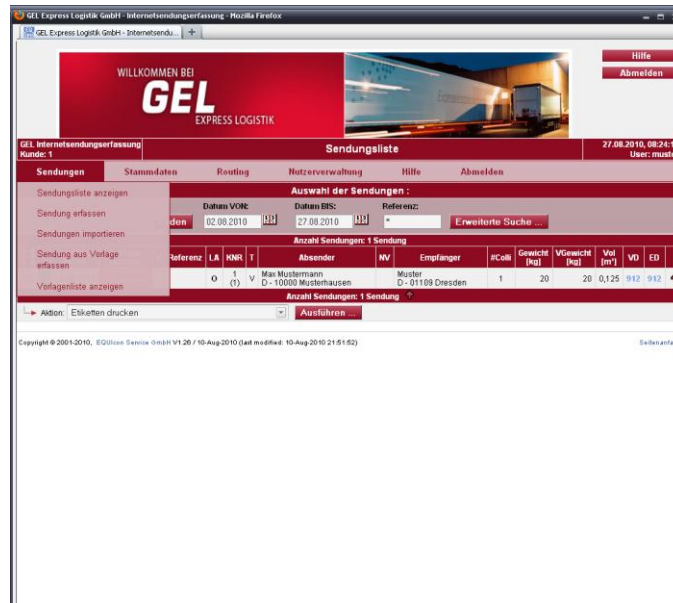 GEL Express Logistik GmbH - Internetsendungserfassung - Mozilla Firefox
GEL Express Logistik GmbH - Internetsendu...
WILLKOMMEN BEI
GEL
EXPRESS LOGISTIK
Hilfe
Abmelden
GEL Internetsendungserfassung
Kunde: 1
Sendungsliste
27.08.2010, 08:24:1
User: muste
Sendungen Stammdaten Routing Nutzerverwaltung Hilfe Abmelden
Sendungsliste anzeigen
Sendung erfassen
Sendungen importieren
Sendung aus Vorlage
erfassen
Vorlagenliste anzeigen
Auswahl der Sendungen :
Datum VON: Datum BIS: Referenz:
den 02.08.2010 27.08.2010 * Erweiterte Suche ...
Anzahl Sendungen: 1 Sendung
Referenz LA KNR T Absender NV Empfänger #Colli Gewicht [kg] VGewicht [kg] Vol [m³] VD ED
O 1 (1) V Max Mustermann Muster 1 20 20 0,125 912 912
D - 10000 Musterhausen D - 01109 Dresden
Anzahl Sendungen: 1 Sendung
Aktion: Etiketten drucken Ausführen ...
Copyright © 2001-2010, EQUIcon Service GmbH V1.26 / 10-Aug-2010 (last modified: 10-Aug-2010 21:51:52)
Seitenanfa